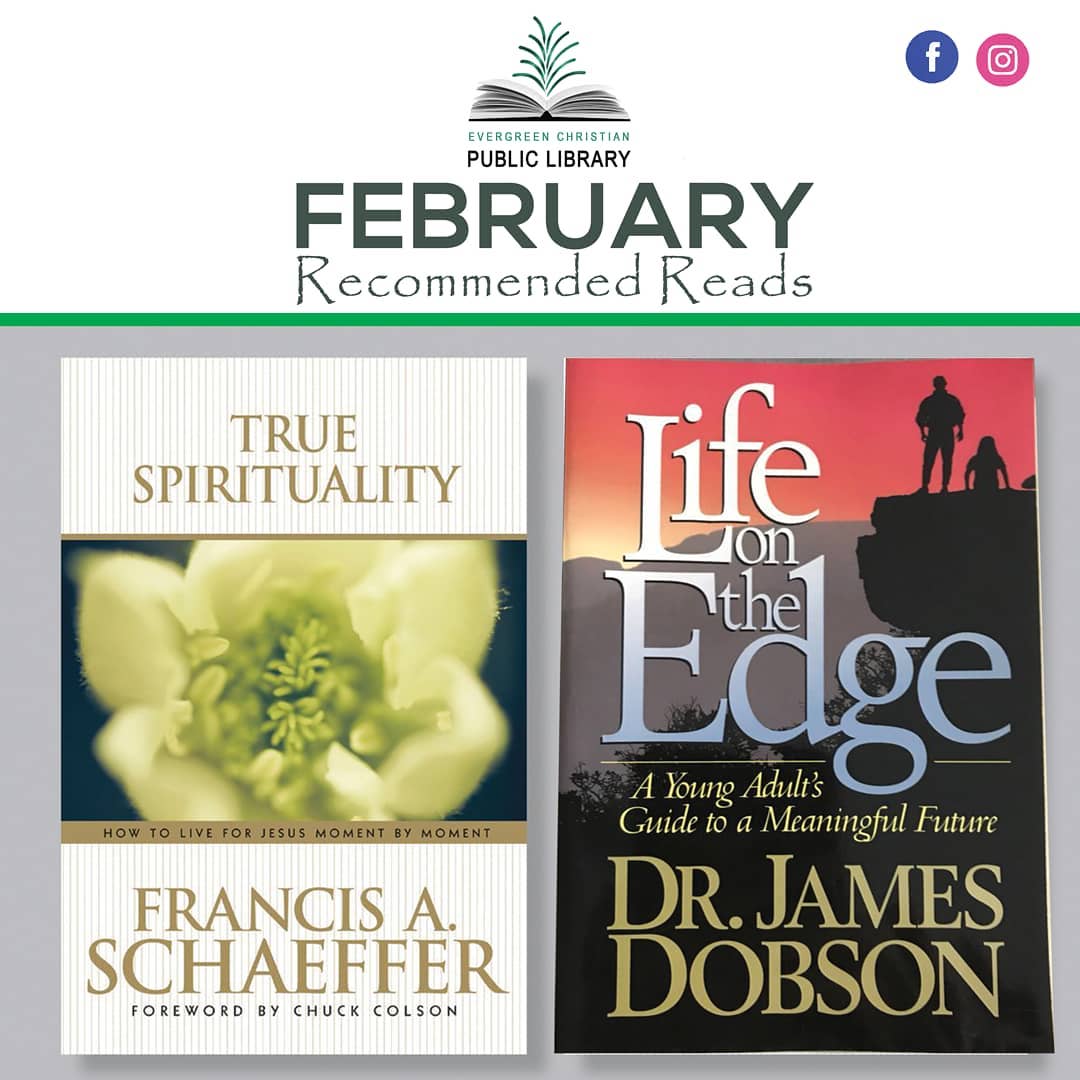 EVERGREEN CHRISTIAN
PUBLIC LIBRARY
FEBRUARY
Recommended Reads
TRUE
SPIRITUALITY
HOW TO LIVE FOR JESUS MOMENT BY MOMENT
FRANCIS A.
SCHAEFFER
FOREWORD BY CHUCK COLSON
Life
on
the
Edge
A Young Adult's
Guide to a Meaningful Future
DR. JAMES
DOBSON